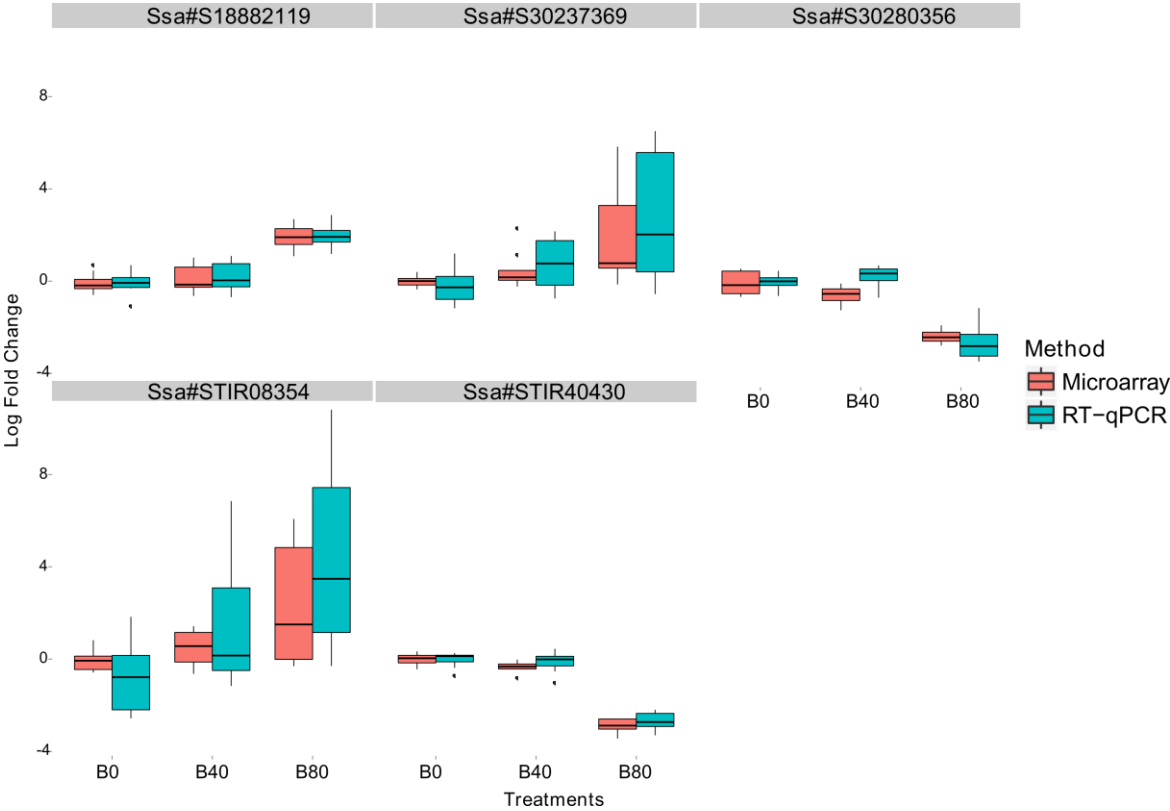 Ssa#S18882119 Ssa#S30237369 Ssa#S30280356
8
4
0
-4
Log Fold Change
B0 B40 B80
Method
Microarray
RT-qPCR
Ssa#STIR08354 Ssa#STIR40430
8
4
0
-4
B0 B40 B80 B0 B40 B80
Treatments